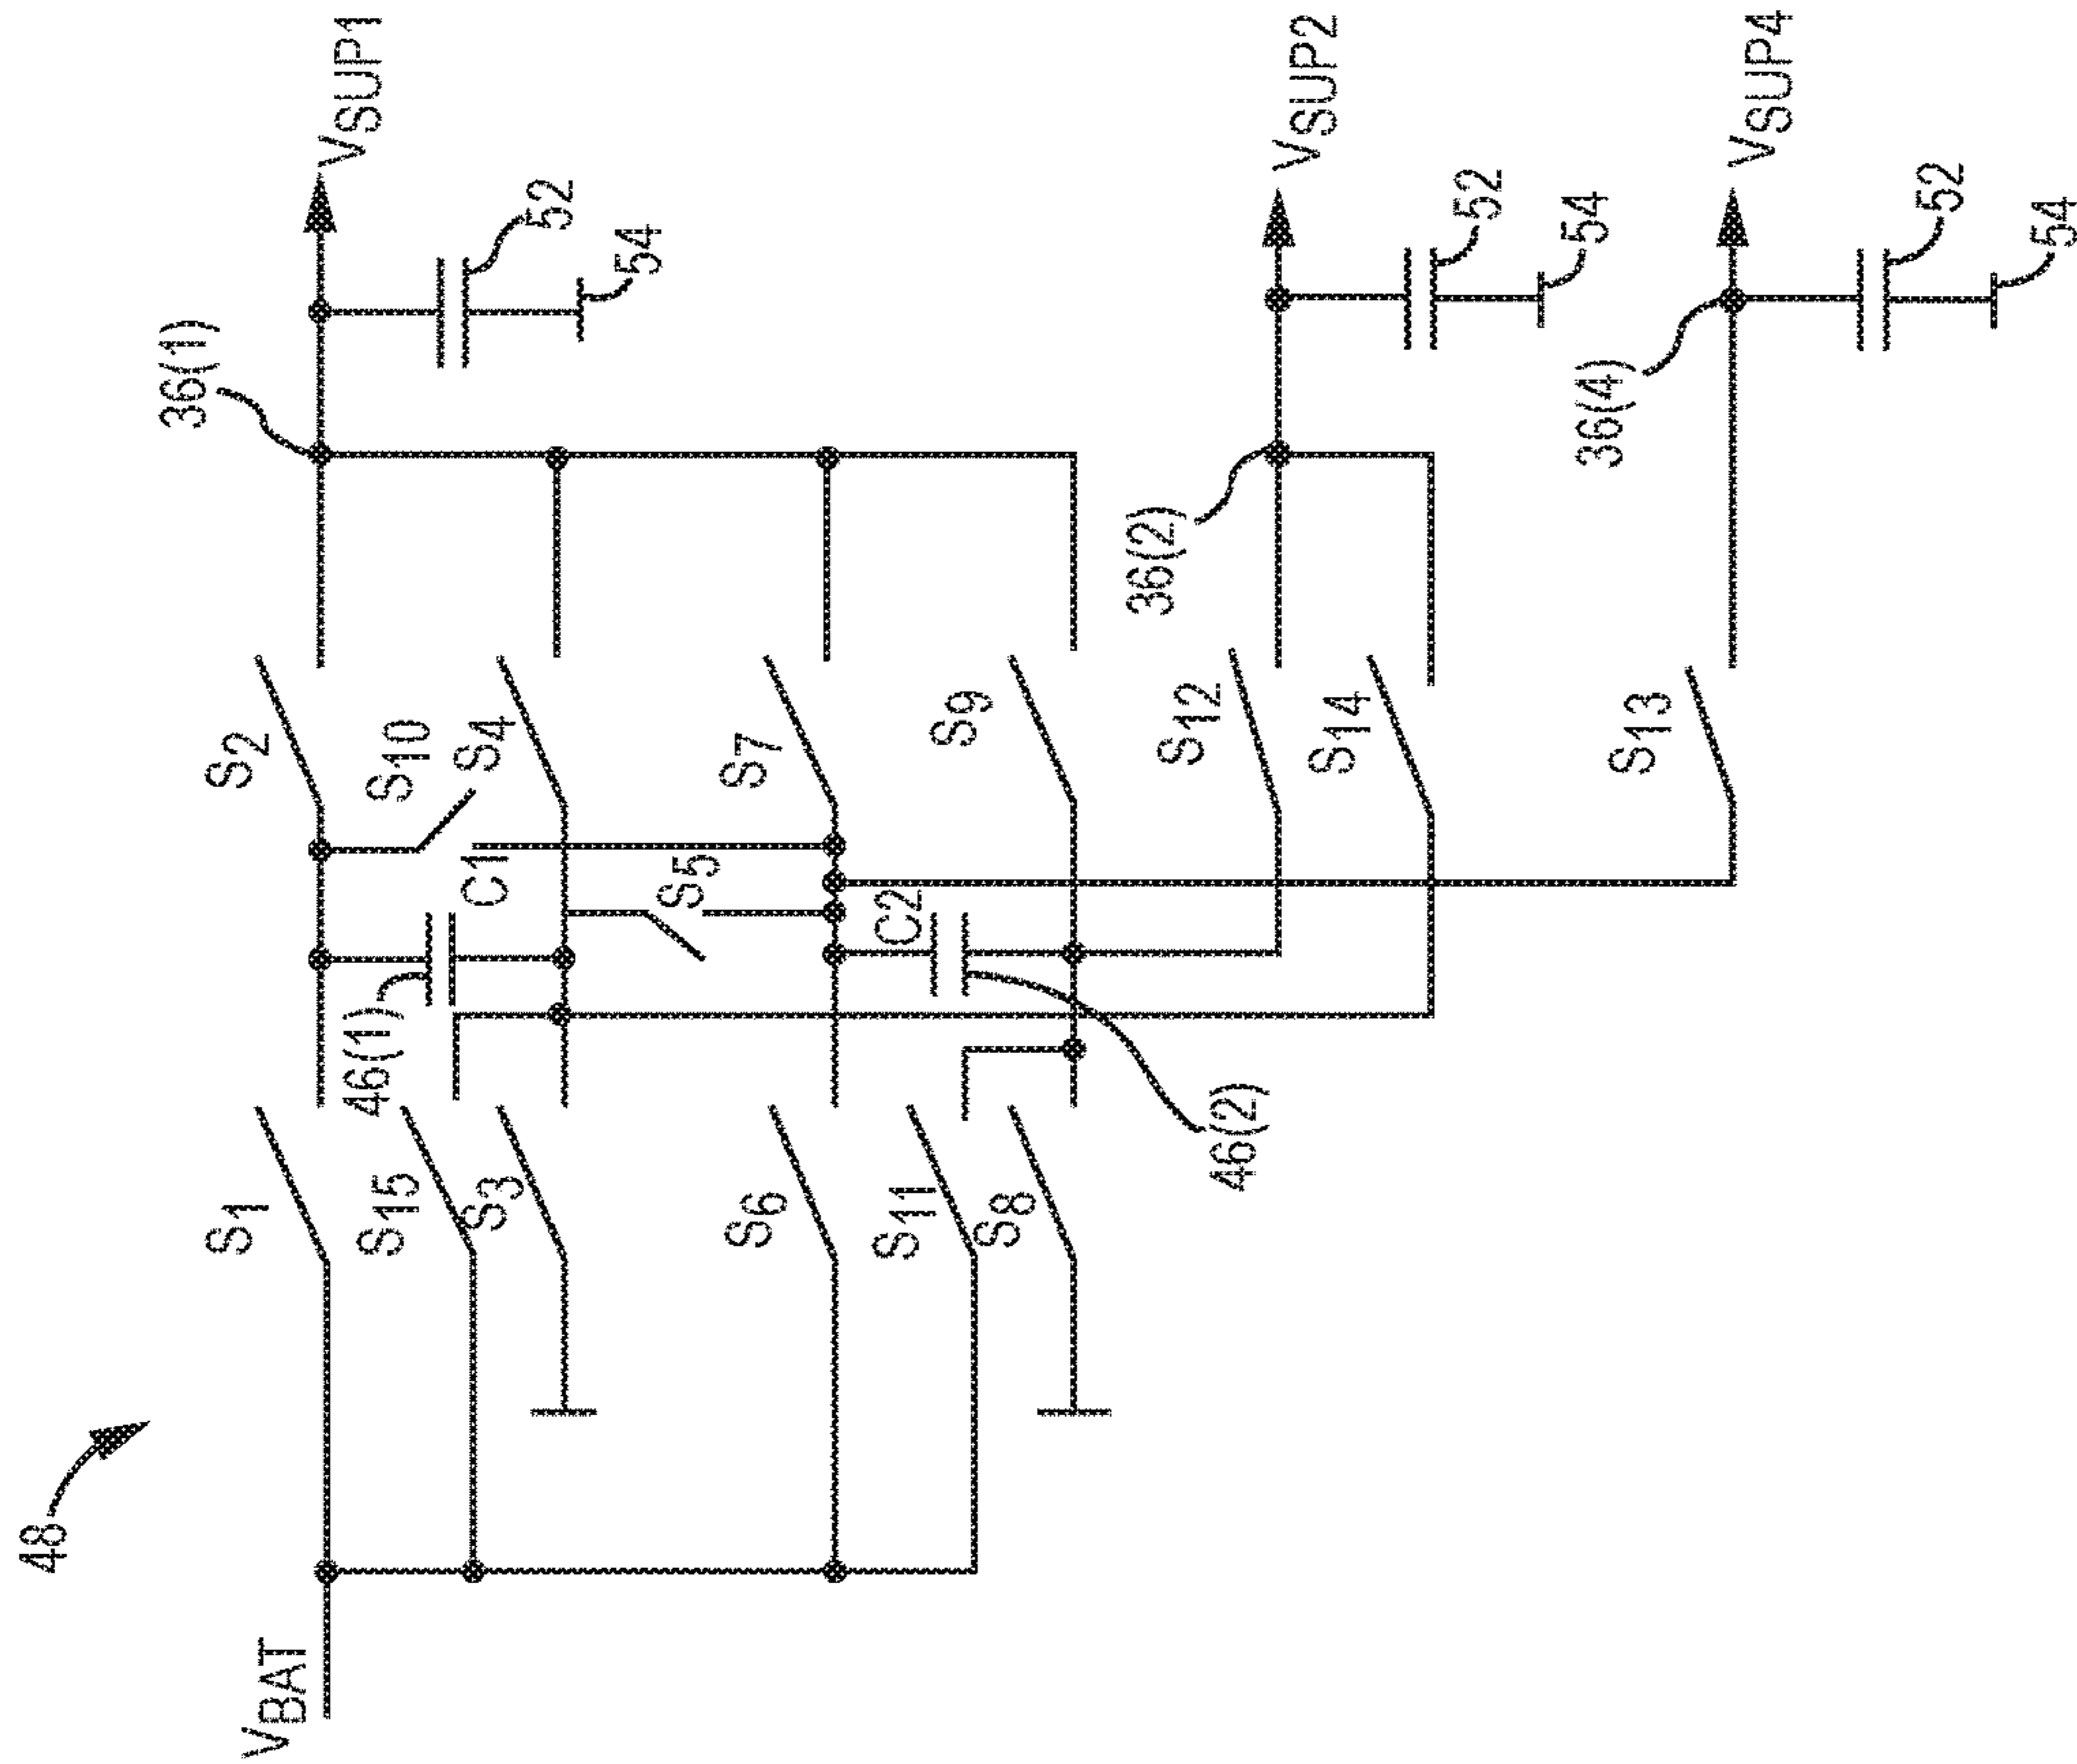 48
VBAT
S1
S15
S3
S6
S11
S8
46(1)
C1
S10
S5
C2
46(2)
S2
S4
S7
S9
S12
S14
S13
36(1)
36(2)
36(4)
52
54
52
54
52
54
VSUP1
VSUP2
VSUP4